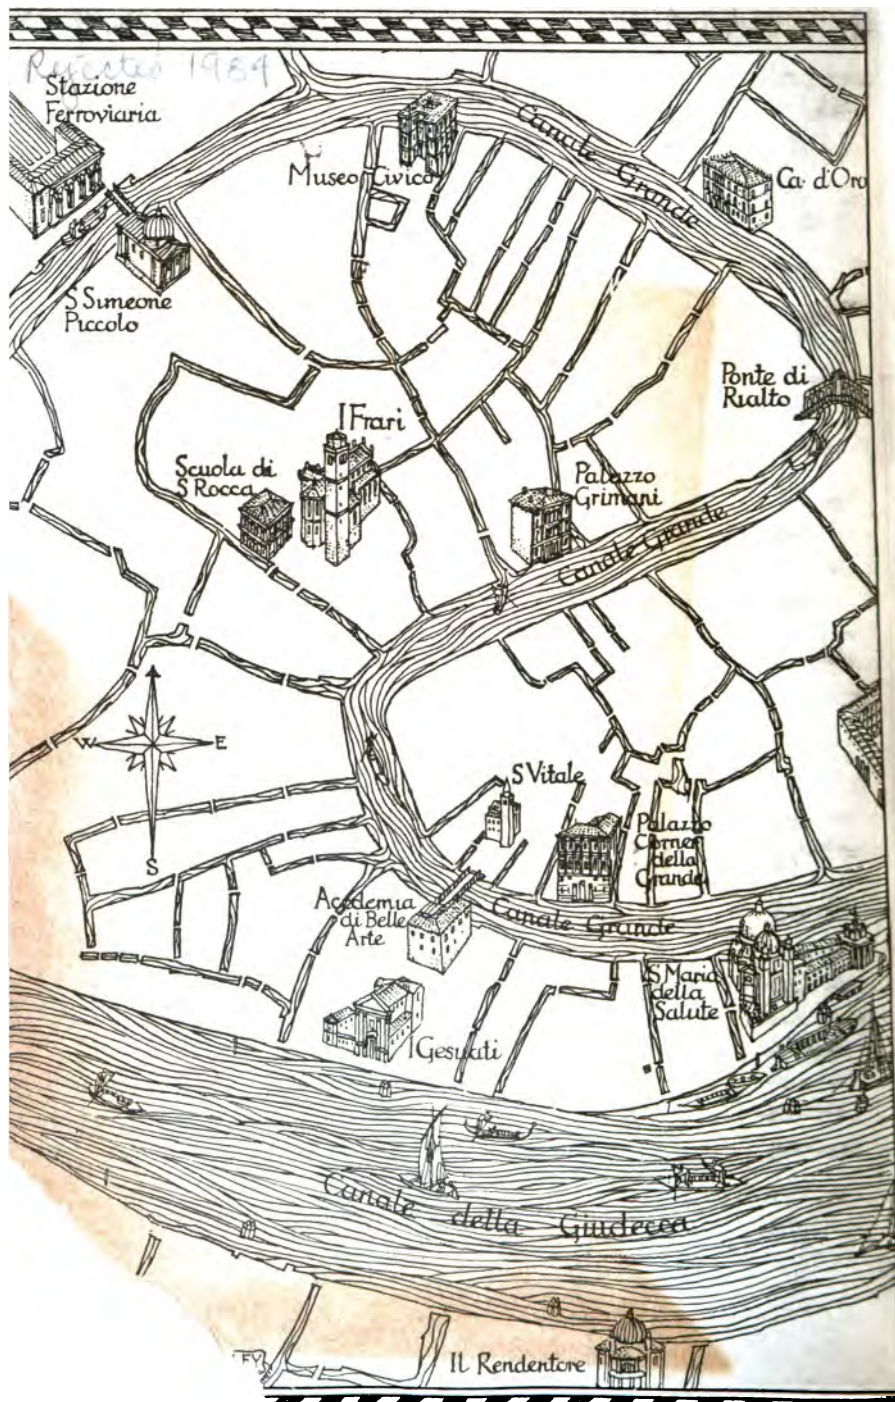 1984
Stazione
Ferroviaria
Canale Grande
Museo Civico
Ca. d'Oro
S Simeone
Piccolo
Ponte di
Rialto
I Frari
Scuola di
S Rocca
Palazzo
Grimani
Canale Grande
W
E
S
S Vitale
Palazzo
Corner
della
Grande
Accademia
di Belle
Arte
Canale Grande
S Maria
della
Salute
I Gesuati
Canale della Giudecca
Il Rendentore